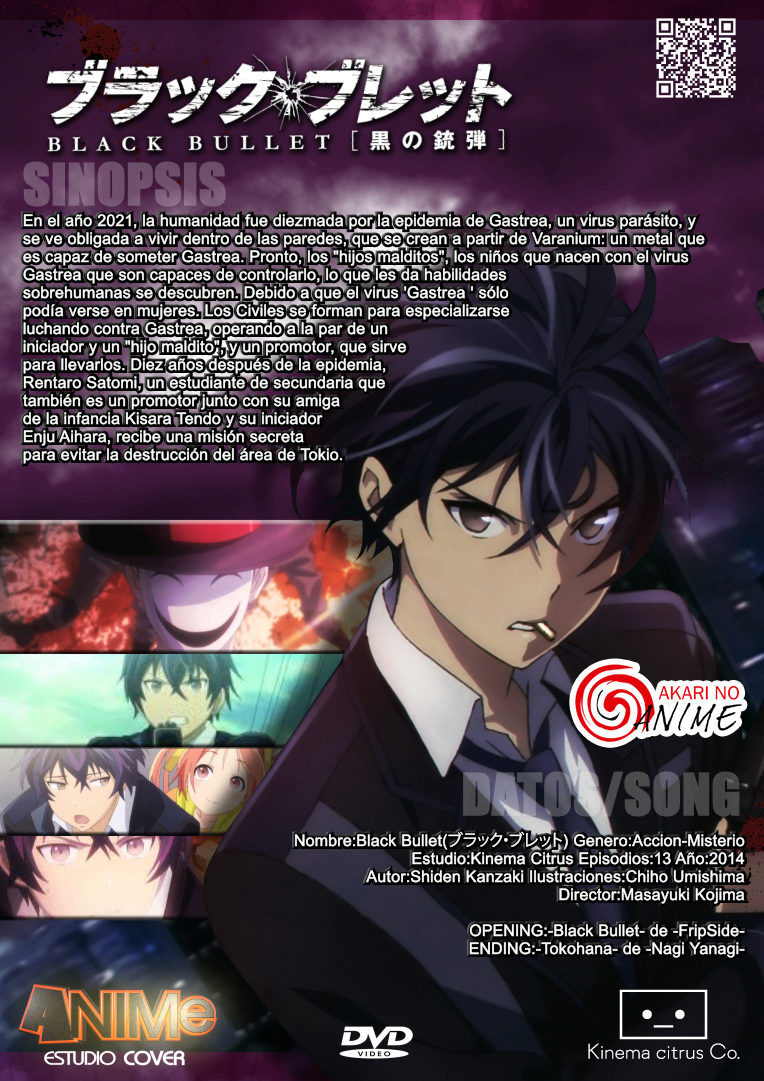 ブラック・ブレット
BLACK BULLET [黒の銃弾]
SINOPSIS
En el año 2021, la humanidad fue diezmada por la epidemia de Gastrea, un virus parásito, y
se ve obligada a vivir dentro de las paredes, que se crean a partir de Varanium: un metal que
es capaz de someter Gastrea. Pronto, los "hijos malditos", los niños que nacen con el virus
Gastrea que son capaces de controlarlo, lo que les da habilidades
sobrehumanas se descubren. Debido a que el virus 'Gastrea ' sólo
podía verse en mujeres. Los Civiles se forman para especializarse
luchando contra Gastrea, operando a la par de un
iniciador y un "hijo maldito", y un promotor, que sirve
para llevarlos. Diez años después de la epidemia,
Rentaro Satomi, un estudiante de secundaria que
también es un promotor junto con su amiga
de la infancia Kisara Tendo y su iniciador
Enju Aihara, recibe una misión secreta
para evitar la destrucción del área de Tokio.
AKARI NO
ANIME
DATOS/SONG
Nombre:Black Bullet(ブラック・ブレット) Genero:Accion-Misterio
Estudio:Kinema Citrus Episodios:13 Año:2014
Autor:Shiden Kanzaki Ilustraciones:Chiho Umishima
Director:Masayuki Kojima
OPENING:-Black Bullet- de -FripSide-
ENDING:-Tokohana- de -Nagi Yanagi-
ANIMe
ESTUDIO COVER
DVD
VIDEO
Kinema citrus Co.